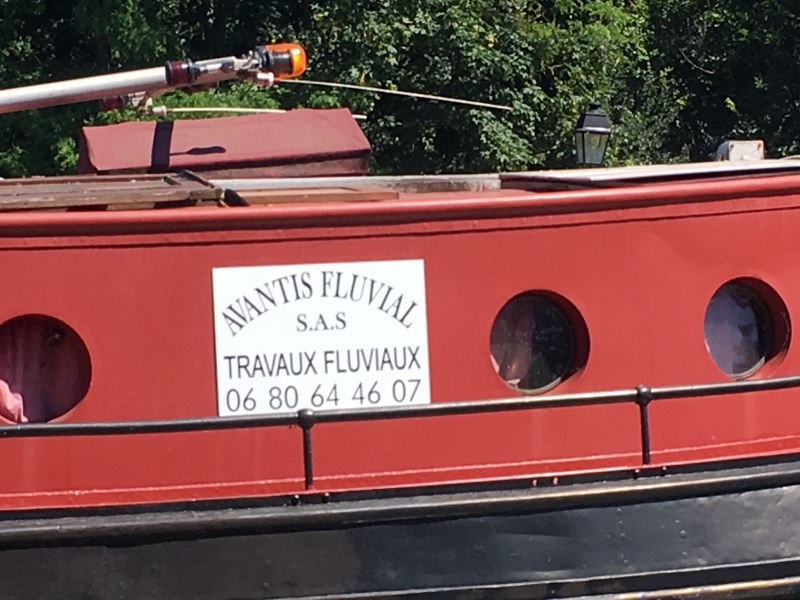 AVANTIS FLUVIAL
S.A.S
TRAVAUX FLUVIAUX
06 80 64 46 07